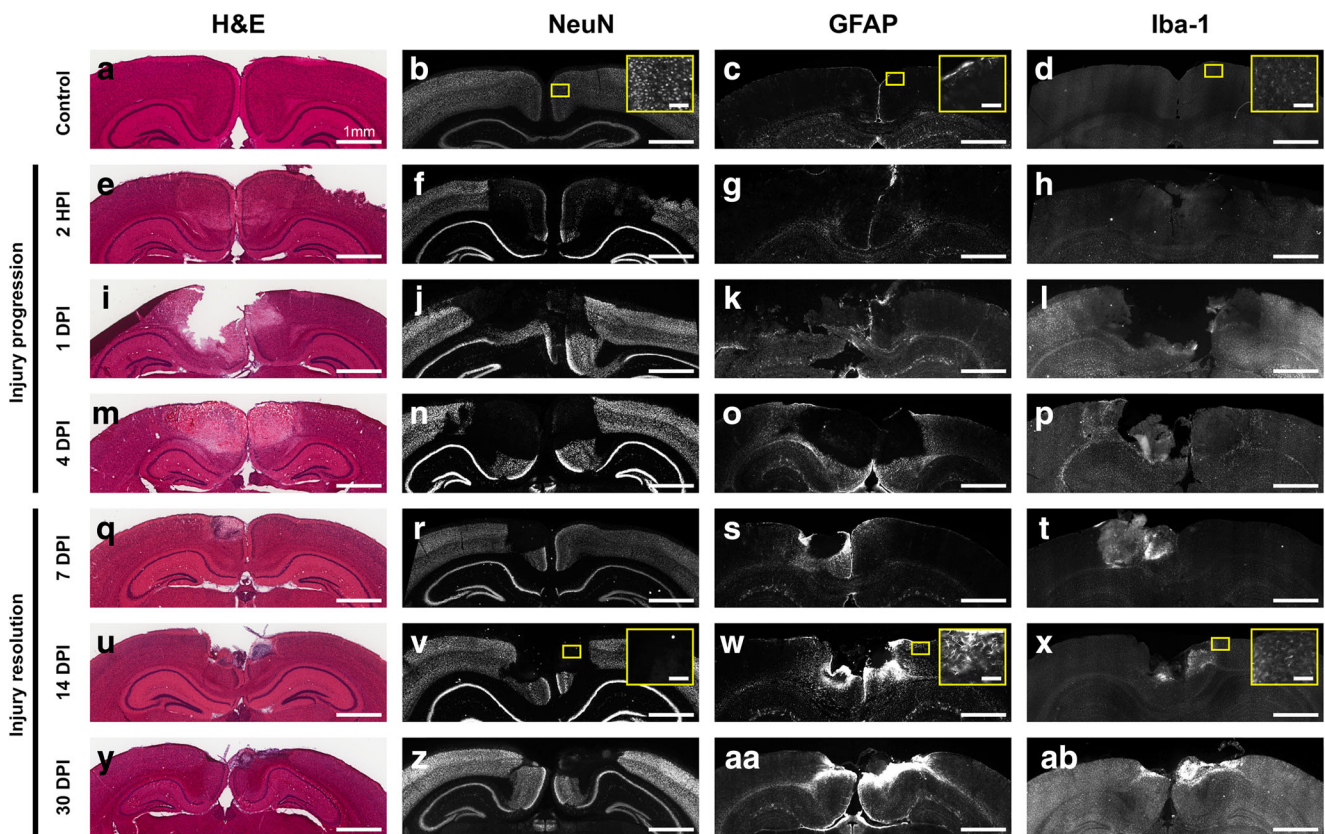 H&E NeuN GFAP Iba-1
Control
a b c d
1mm
Injury progression
2 HPI
e f g h
1 DPI
i j k l
4 DPI
m n o p
Injury resolution
7 DPI
q r s t
14 DPI
u v w x
30 DPI
y z aa ab